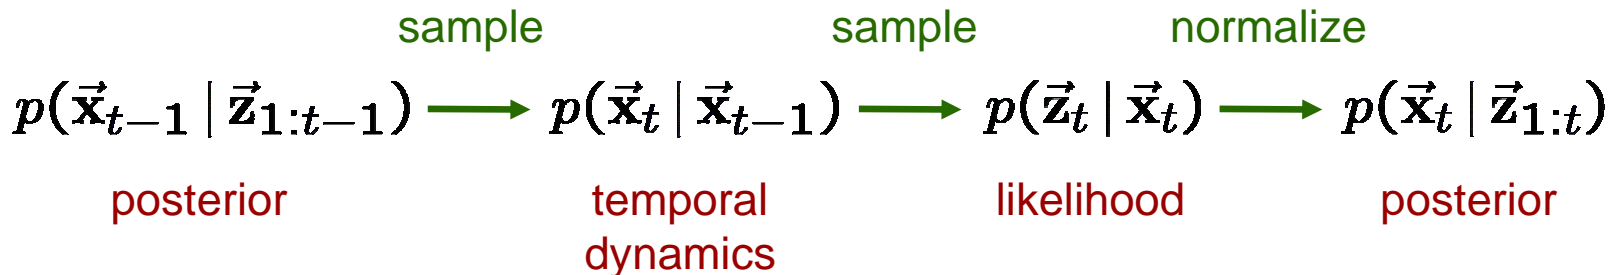 sample sample normalize
p(x⃗_{t−1} | z⃗_{1:t−1}) ⟶ p(x⃗_t | x⃗_{t−1}) ⟶ p(z⃗_t | x⃗_t) ⟶ p(x⃗_t | z⃗_{1:t})
posterior temporal likelihood posterior
dynamics